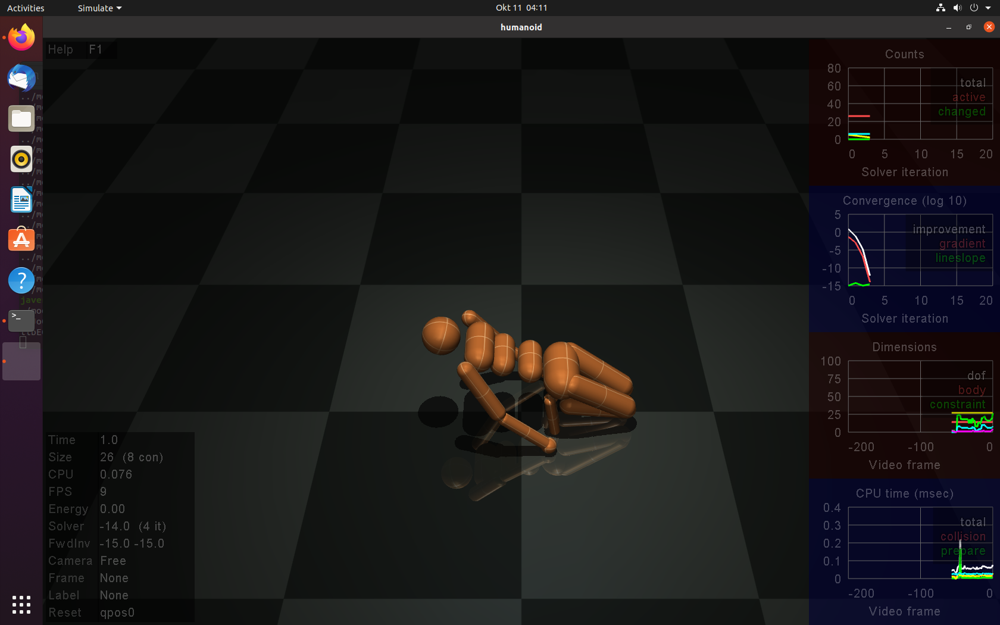 Activities Simulate Okt 11 04:11
humanoid
Help F1
../m
/m
/m
/m
../m
/m
/m
../m
/m
/m
jave
/mo
Time 1.0
Size 26 (8 con)
CPU 0.076
FPS 9
Energy 0.00
Solver -14.0 (4 it)
FwdInv -15.0 -15.0
Camera Free
Frame None
Label None
Reset qpos0
Counts
80
60
40
20
0
total
active
changed
0 5 10 15 20
Solver iteration
Convergence (log 10)
5
0
-5
-10
-15
improvement
gradient
lineslope
0 5 10 15 20
Solver iteration
Dimensions
100
75
50
25
0
dof
body
constraint
-200 -100 0
Video frame
CPU time (msec)
0.4
0.3
0.2
0.1
0
total
collision
prepare
-200 -100 0
Video frame